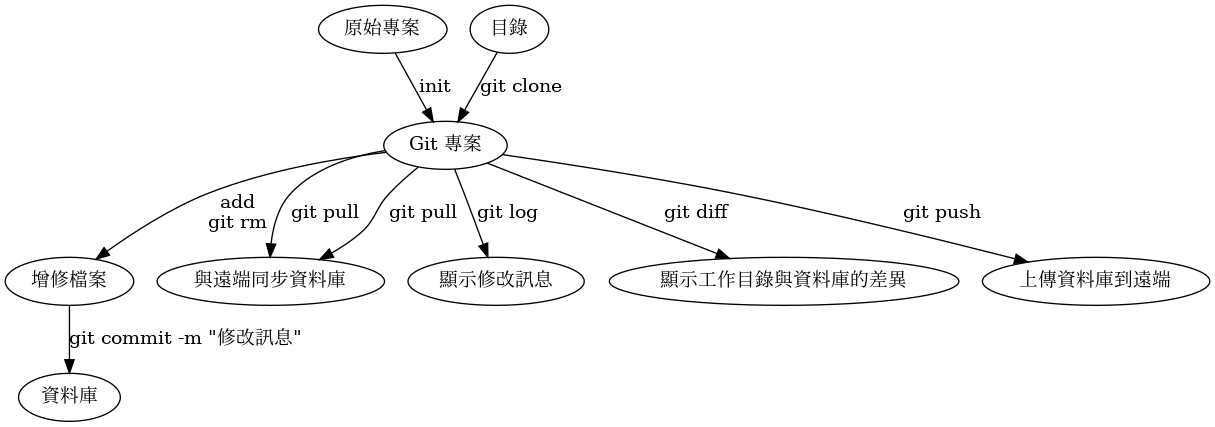 原始專案
目錄
init
git clone
Git 專案
add
git rm
git pull
git pull
git log
git diff
git push
增修檔案
與遠端同步資料庫
顯示修改訊息
顯示工作目錄與資料庫的差異
上傳資料庫到遠端
git commit -m "修改訊息"
資料庫